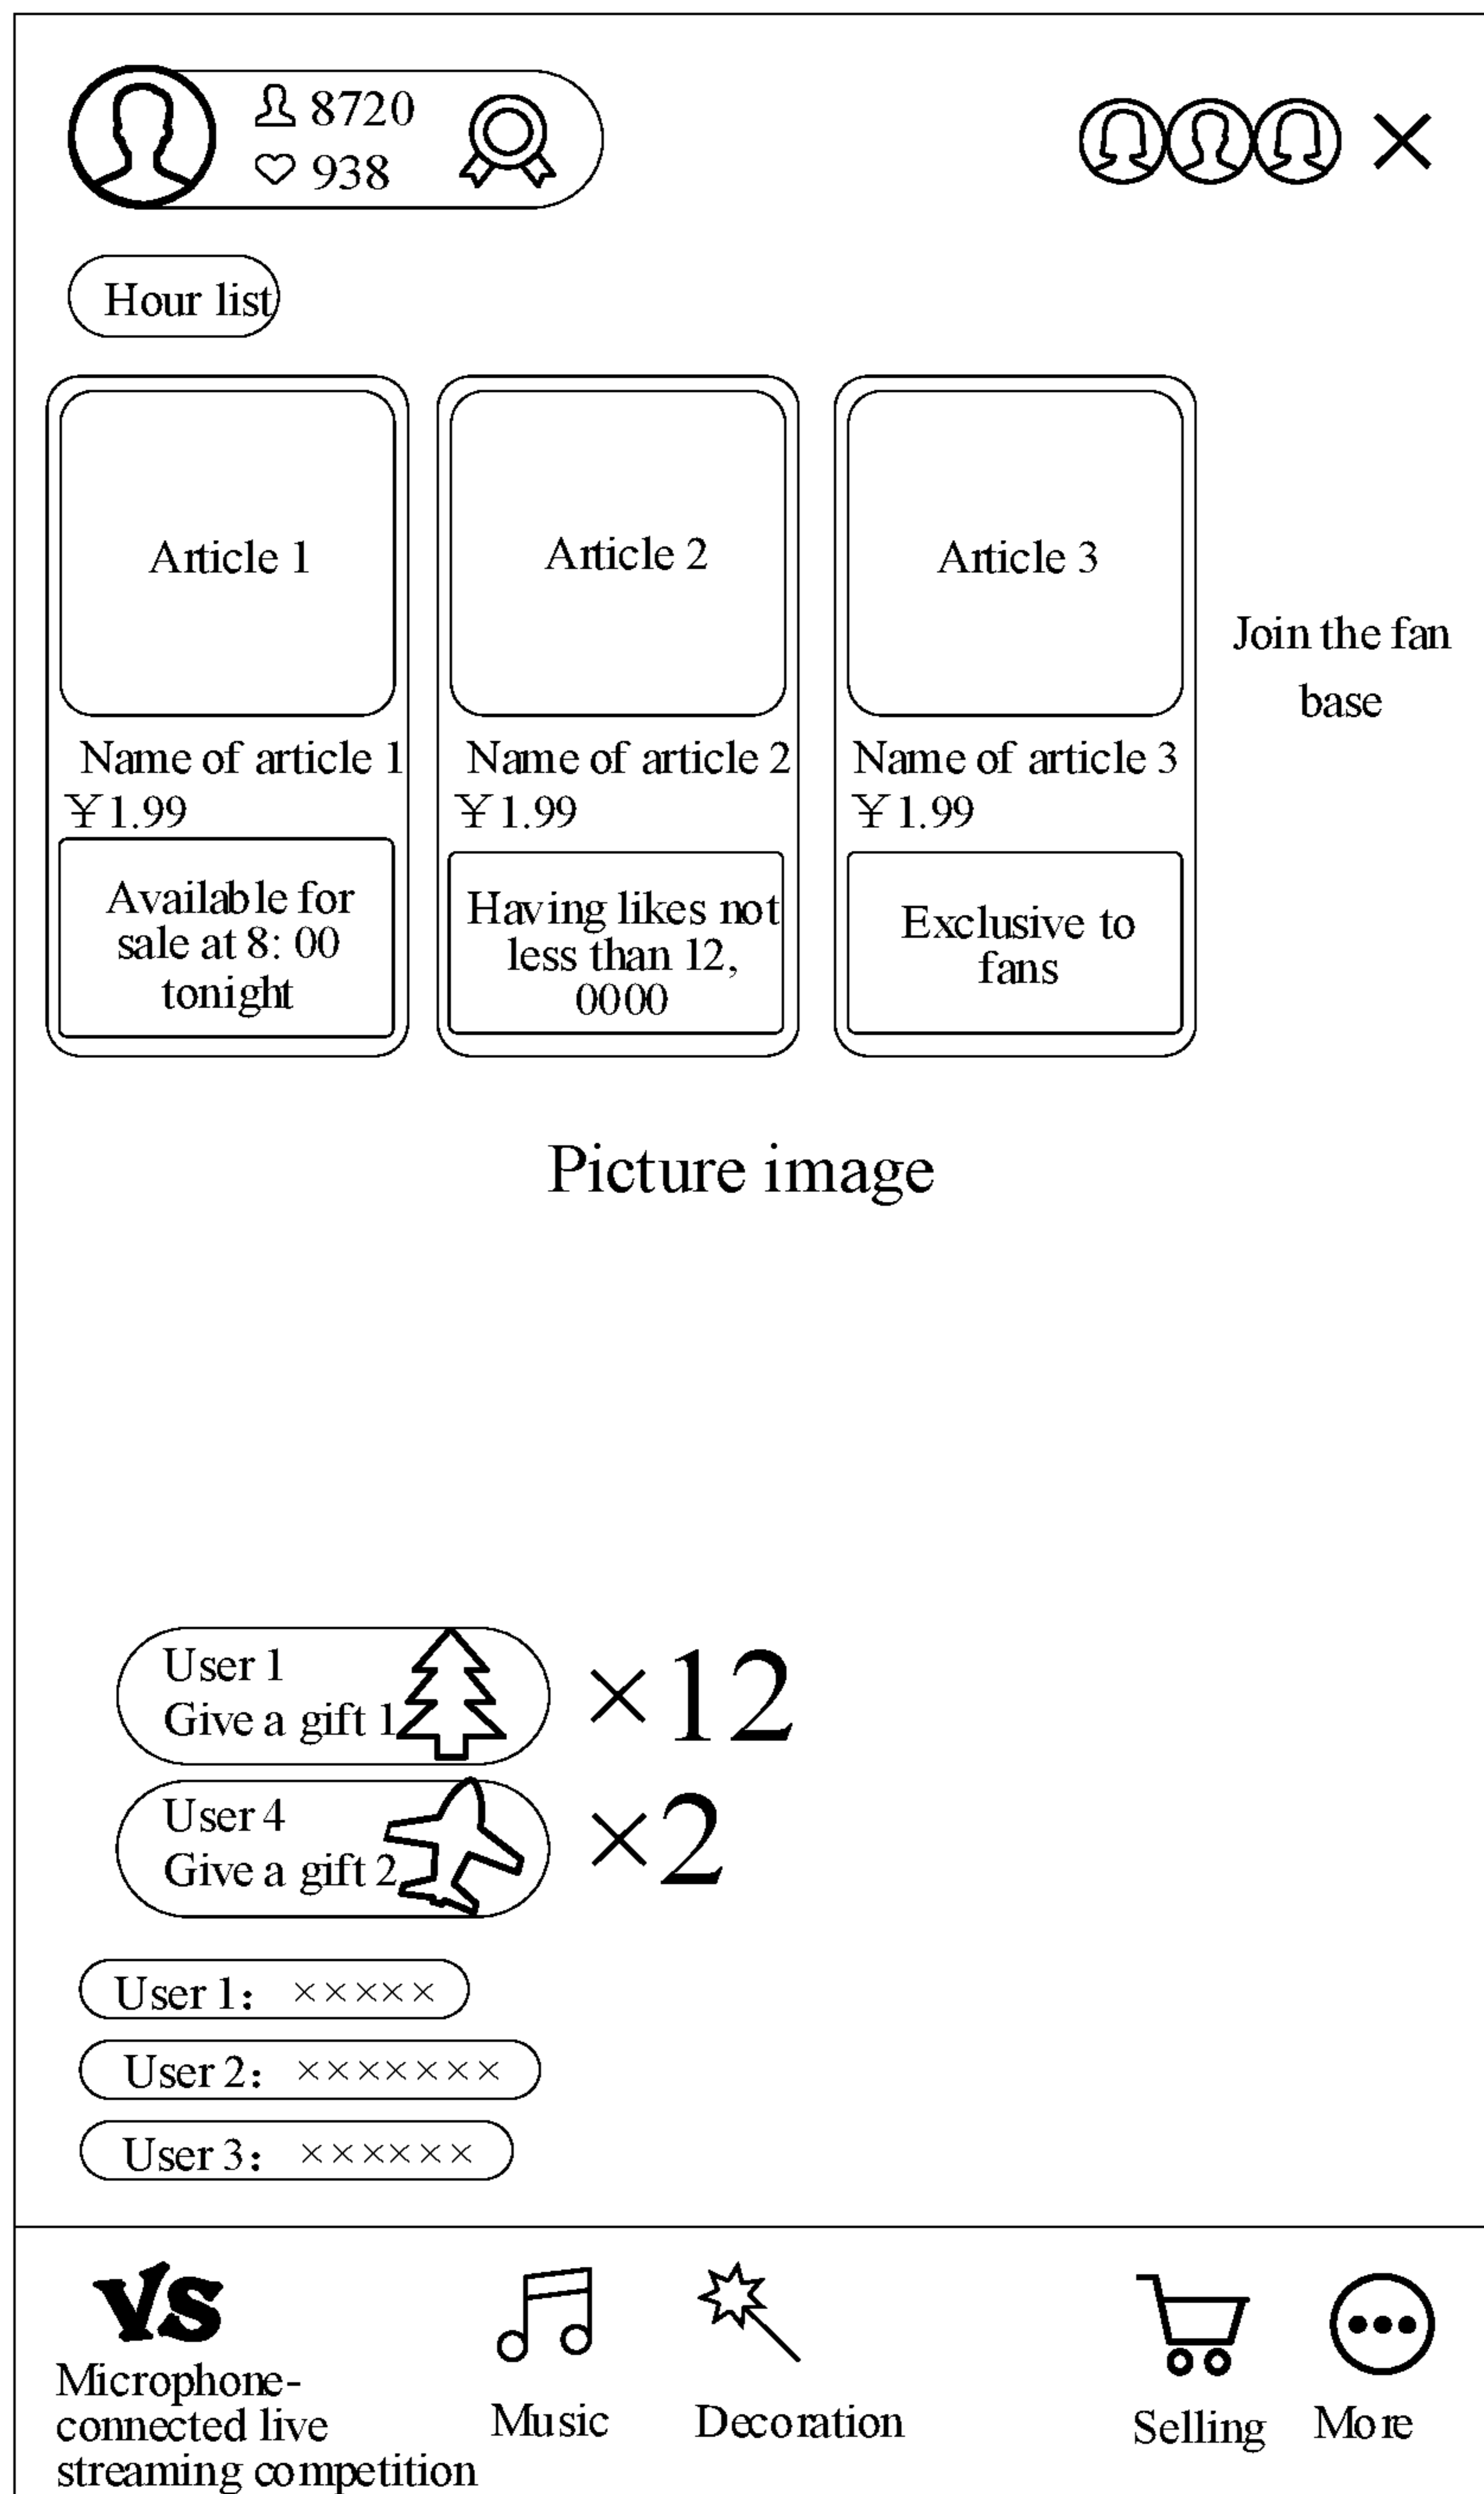 8720
938
Hour list
Article 1
Article 2
Article 3
Join the fan
base
Name of article 1
¥1.99
Name of article 2
¥1.99
Name of article 3
¥1.99
Available for
sale at 8: 00
tonight
Having likes not
less than 12,
0000
Exclusive to
fans
Picture image
User 1
Give a gift 1
×12
User 4
Give a gift 2
×2
User 1: ×××××
User 2: ×××××××
User 3: ××××××
VS
Microphone-
connected live
streaming competition
Music
Decoration
Selling
More